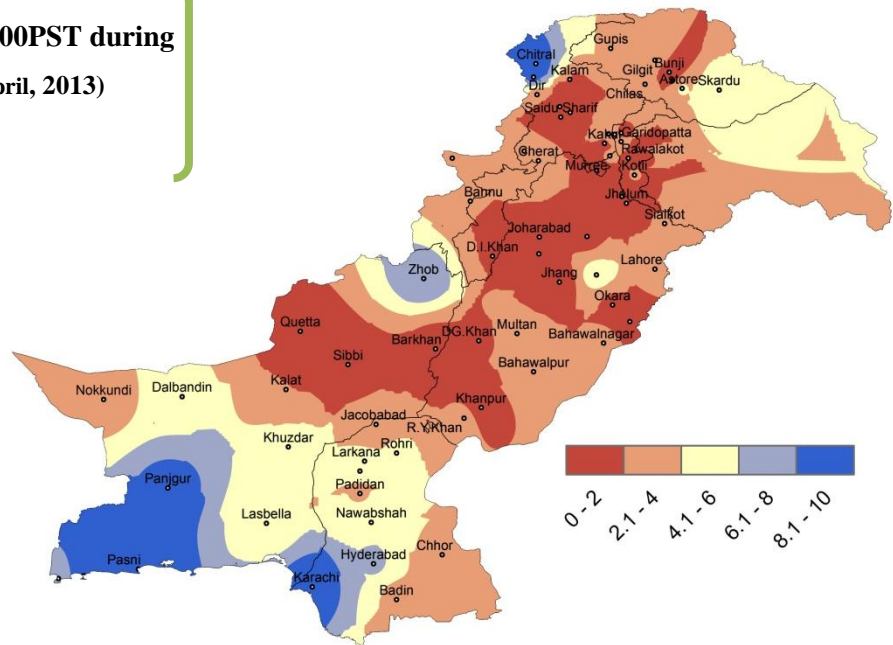 00PST during
pril, 2013)
Gupis
Chitral
Bunji
Gilgit
Kalam
Astore
Skardu
Dir
Chilas
Saidu Sharif
Kakul
Garidopatta
Rawalakot
Cherat
Murree
Kotli
Bannu
Jhelum
Sialkot
Joharabad
D.I.Khan
Lahore
Zhob
Jhang
Okara
Quetta
Multan
D.G.Khan
Barkhan
Bahawalnagar
Sibbi
Bahawalpur
Nokkundi
Dalbandin
Kalat
Khanpur
Jacobabad
R.Y.Khan
Khuzdar
Rohri
Larkana
Panjgur
Padidan
Lasbella
Nawabshah
Hyderabad
Chhor
Pasni
Karachi
Badin
0 - 2
2.1 - 4
4.1 - 6
6.1 - 8
8.1 - 10